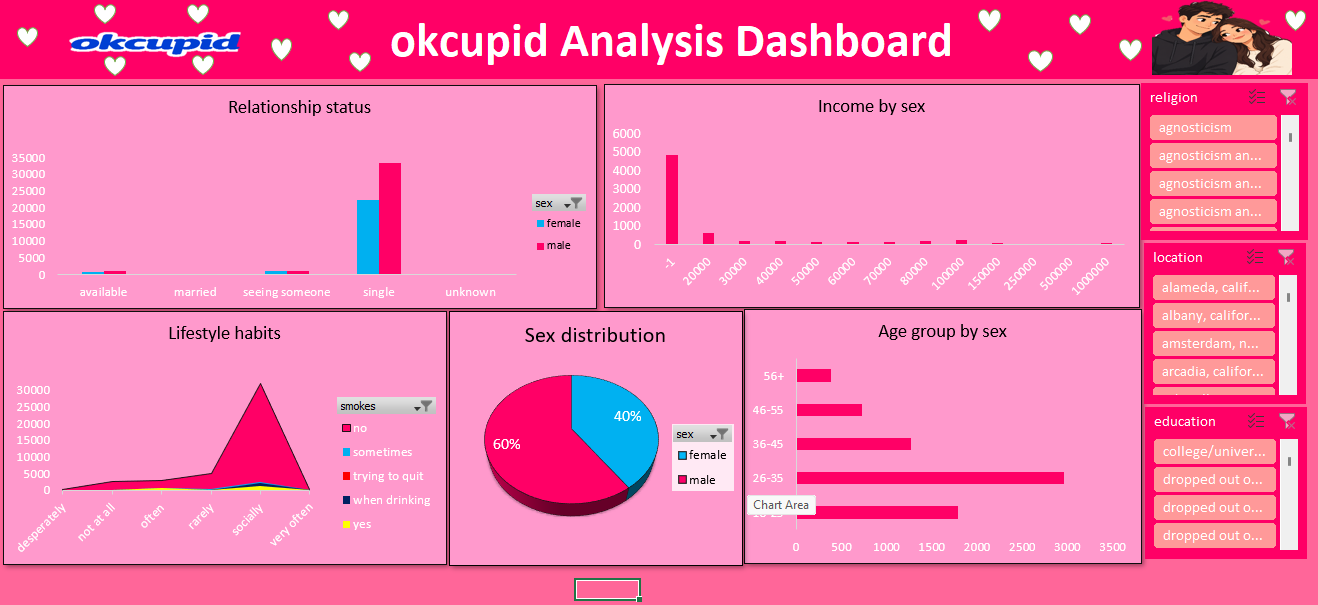 okcupid
okcupid Analysis Dashboard
Relationship status
35000
30000
25000
20000
15000
10000
5000
0
available
married
seeing someone
single
unknown
sex
female
male
Income by sex
6000
5000
4000
3000
2000
1000
0
-1
20000
30000
40000
50000
60000
70000
80000
100000
150000
250000
500000
1000000
religion
agnosticism
agnosticism an...
agnosticism an...
agnosticism an...
location
alameda, calif...
albany, califor...
amsterdam, n...
arcadia, califor...
education
college/univer...
dropped out o...
dropped out o...
dropped out o...
Lifestyle habits
30000
25000
20000
15000
10000
5000
0
desperately
not at all
often
rarely
socially
very often
smokes
no
sometimes
trying to quit
when drinking
yes
Sex distribution
40%
60%
sex
female
male
Age group by sex
56+
46-55
36-45
26-35
Chart Area
0
500
1000
1500
2000
2500
3000
3500